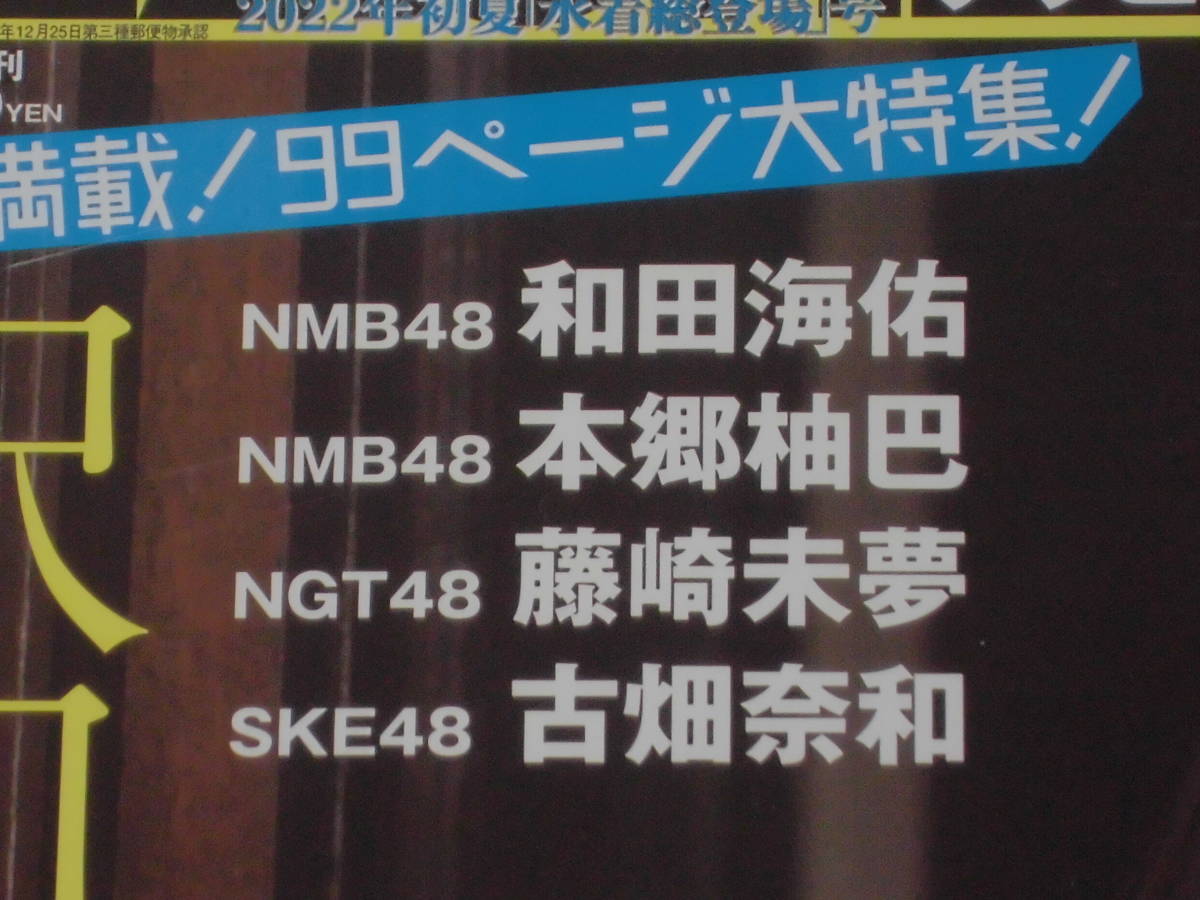 2022年初夏「水着総登場」号
年12月25日第三種郵便物承認
刊
YEN
満載!99ページ大特集!
NMB48 和田海佑
NMB48 本郷柚巴
NGT48 藤崎未夢
SKE48 古畑奈和